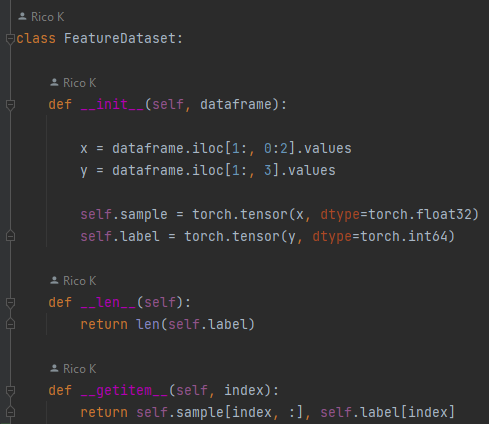 Rico K
class FeatureDataset:
Rico K
def __init__(self, dataframe):
x = dataframe.iloc[1:, 0:2].values
y = dataframe.iloc[1:, 3].values
self.sample = torch.tensor(x, dtype=torch.float32)
self.label = torch.tensor(y, dtype=torch.int64)
Rico K
def __len__(self):
return len(self.label)
Rico K
def __getitem__(self, index):
return self.sample[index, :], self.label[index]